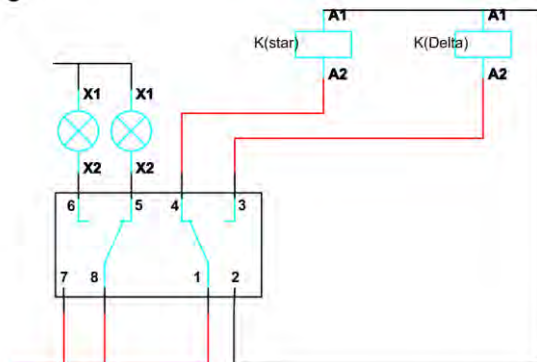 A1 A1
K(star) K(Delta)
A2 A2
X1 X1
X2 X2
6 5 4 3
7 8 1 2